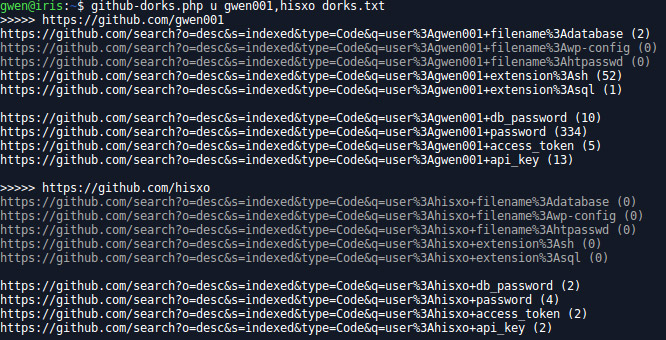 gwen@iris:~$ github-dorks.php u gwen001,hisxo dorks.txt
>>>>> https://github.com/gwen001
https://github.com/search?o=desc&s=indexed&type=Code&q=user%3Agwen001+filename%3Adatabase (2)
https://github.com/search?o=desc&s=indexed&type=Code&q=user%3Agwen001+filename%3Awp-config (0)
https://github.com/search?o=desc&s=indexed&type=Code&q=user%3Agwen001+filename%3Ahtpasswd (0)
https://github.com/search?o=desc&s=indexed&type=Code&q=user%3Agwen001+extension%3Ash (52)
https://github.com/search?o=desc&s=indexed&type=Code&q=user%3Agwen001+extension%3Asql (1)
https://github.com/search?o=desc&s=indexed&type=Code&q=user%3Agwen001+db_password (10)
https://github.com/search?o=desc&s=indexed&type=Code&q=user%3Agwen001+password (334)
https://github.com/search?o=desc&s=indexed&type=Code&q=user%3Agwen001+access_token (5)
https://github.com/search?o=desc&s=indexed&type=Code&q=user%3Agwen001+api_key (13)
>>>>> https://github.com/hisxo
https://github.com/search?o=desc&s=indexed&type=Code&q=user%3Ahisxo+filename%3Adatabase (0)
https://github.com/search?o=desc&s=indexed&type=Code&q=user%3Ahisxo+filename%3Awp-config (0)
https://github.com/search?o=desc&s=indexed&type=Code&q=user%3Ahisxo+filename%3Ahtpasswd (0)
https://github.com/search?o=desc&s=indexed&type=Code&q=user%3Ahisxo+extension%3Ash (0)
https://github.com/search?o=desc&s=indexed&type=Code&q=user%3Ahisxo+extension%3Asql (0)
https://github.com/search?o=desc&s=indexed&type=Code&q=user%3Ahisxo+db_password (2)
https://github.com/search?o=desc&s=indexed&type=Code&q=user%3Ahisxo+password (4)
https://github.com/search?o=desc&s=indexed&type=Code&q=user%3Ahisxo+access_token (2)
https://github.com/search?o=desc&s=indexed&type=Code&q=user%3Ahisxo+api_key (2)